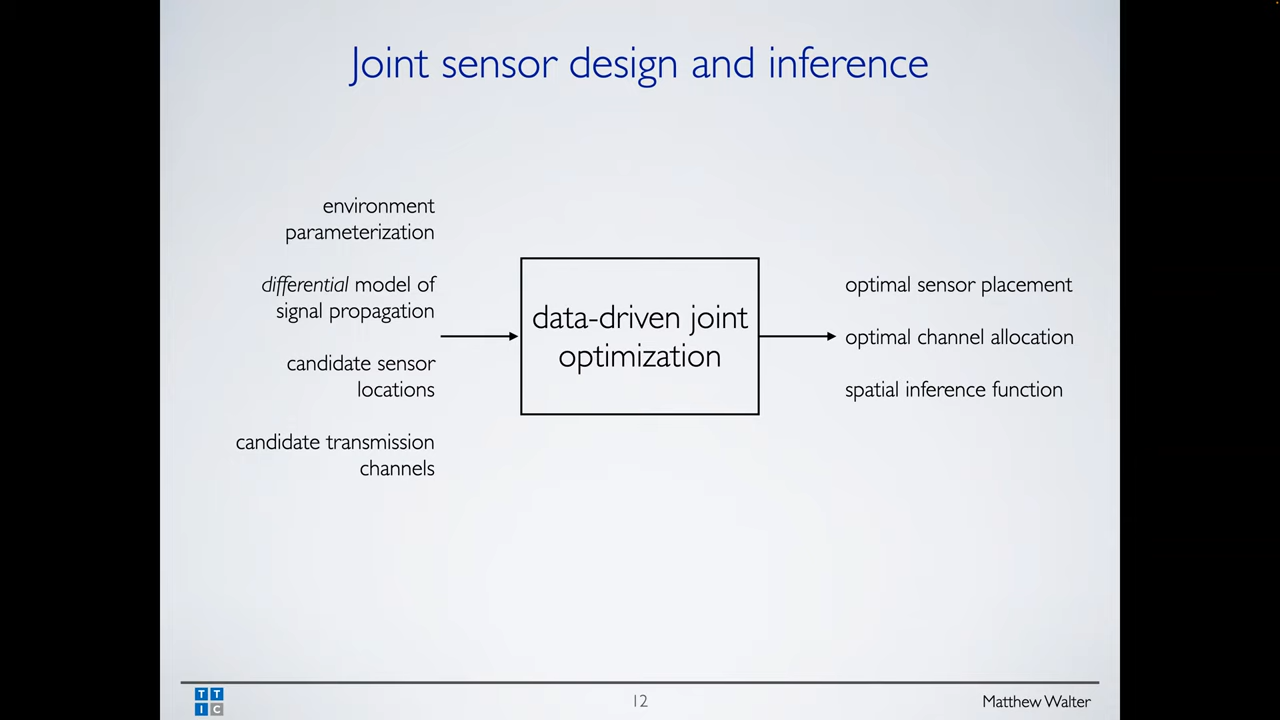 Joint sensor design and inference
environment
parameterization
differential model of
signal propagation
candidate sensor
locations
candidate transmission
channels
data-driven joint
optimization
optimal sensor placement
optimal channel allocation
spatial inference function
T T
I C
12
Matthew Walter